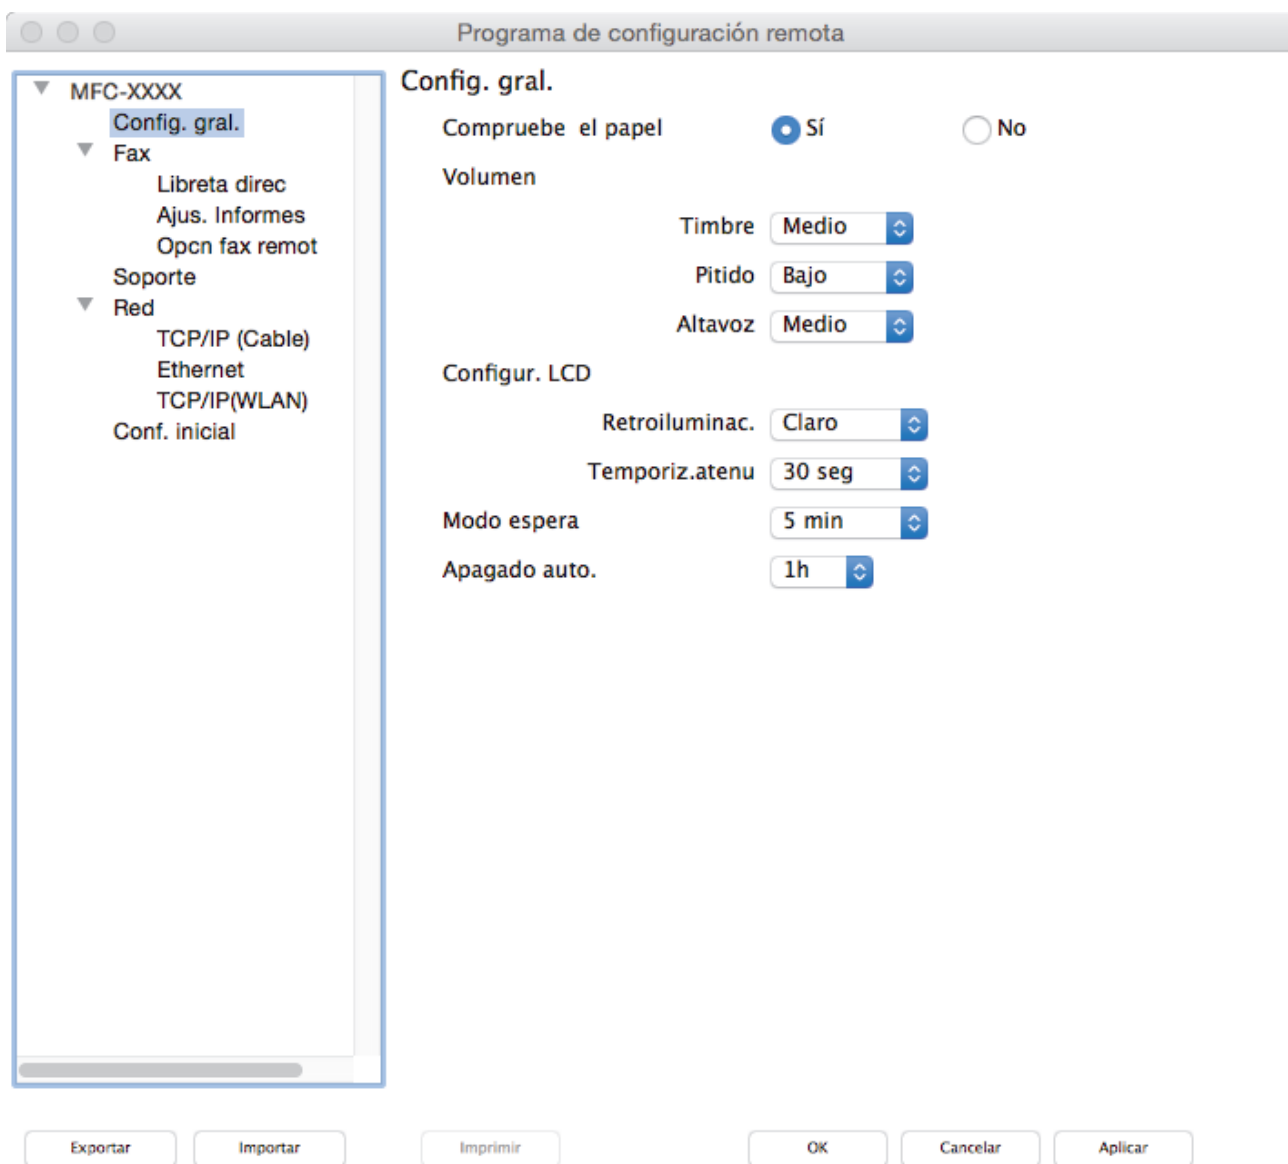 Programa de configuración remota
MFC-XXXX
Config. gral.
Fax
Libreta direc
Ajus. Informes
Opcn fax remot
Soporte
Red
TCP/IP (Cable)
Ethernet
TCP/IP(WLAN)
Conf. inicial
Config. gral.
Compruebe el papel Sí No
Volumen
Timbre Medio
Pitido Bajo
Altavoz Medio
Configur. LCD
Retroiluminac. Claro
Temporiz.atenu 30 seg
Modo espera 5 min
Apagado auto. 1h
Exportar Importar Imprimir OK Cancelar Aplicar